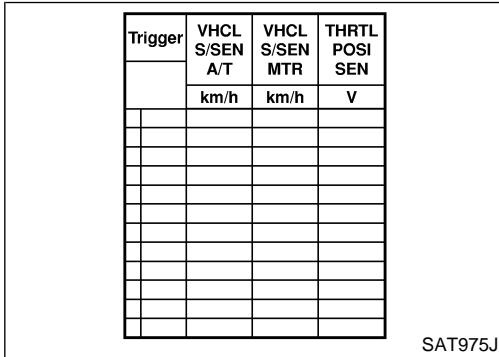 Trigger VHCL S/SEN A/T VHCL S/SEN MTR THRTL POSI SEN
km/h km/h V
SAT975J